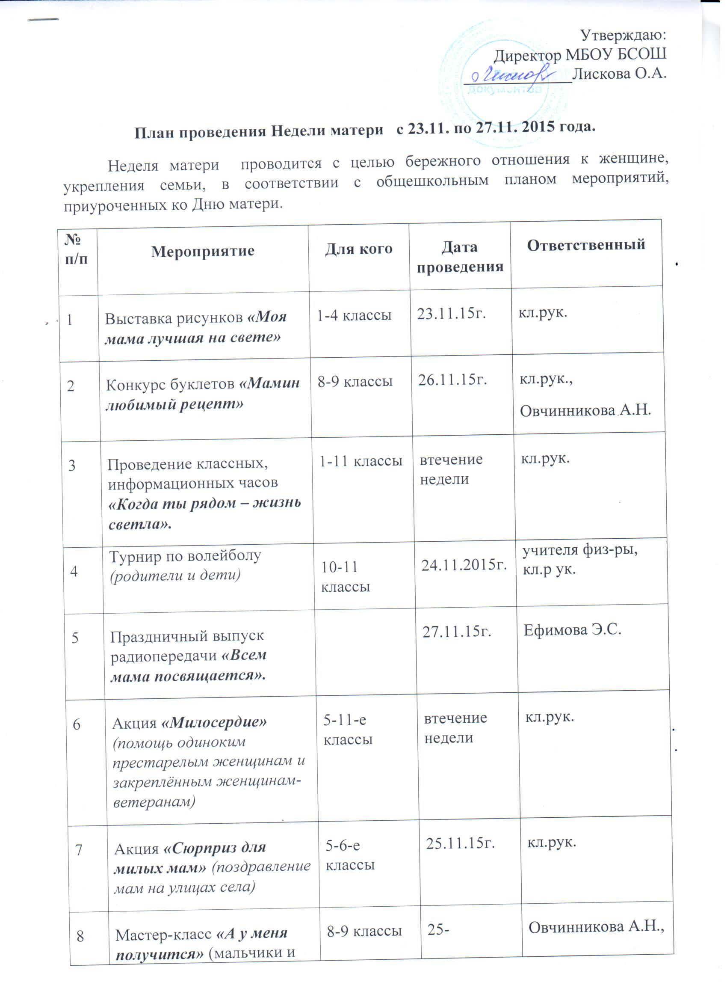 Утверждаю:
Директор МБОУ БСОШ
Лискова О.А.
документов
План проведения Недели матери с 23.11. по 27.11. 2015 года.
Неделя матери проводится с целью бережного отношения к женщине,
укрепления семьи, в соответствии с общешкольным планом мероприятий,
приуроченных ко Дню матери.
№ п/п
Мероприятие
Для кого
Дата
проведения
Ответственный
1
Выставка рисунков «Моя
мама лучшая на свете»
1-4 классы
23.11.15г.
кл.рук.
2
Конкурс буклетов «Мамин
любимый рецепт»
8-9 классы
26.11.15г.
кл.рук.,
Овчинникова А.Н.
3
Проведение классных,
информационных часов
«Когда ты рядом – жизнь
светла».
1-11 классы
втечение
недели
кл.рук.
4
Турнир по волейболу
(родители и дети)
10-11
классы
24.11.2015г.
учителя физ-ры,
кл.р ук.
5
Праздничный выпуск
радиопередачи «Всем
мама посвящается».
27.11.15г.
Ефимова Э.С.
6
Акция «Милосердие»
(помощь одиноким
престарелым женщинам и
закреплённым женщинам-
ветеранам)
5-11-е
классы
втечение
недели
кл.рук.
7
Акция «Сюрприз для
милых мам» (поздравление
мам на улицах села)
5-6-е
классы
25.11.15г.
кл.рук.
8
Мастер-класс «А у меня
получится» (мальчики и
8-9 классы
25-
Овчинникова А.Н.,